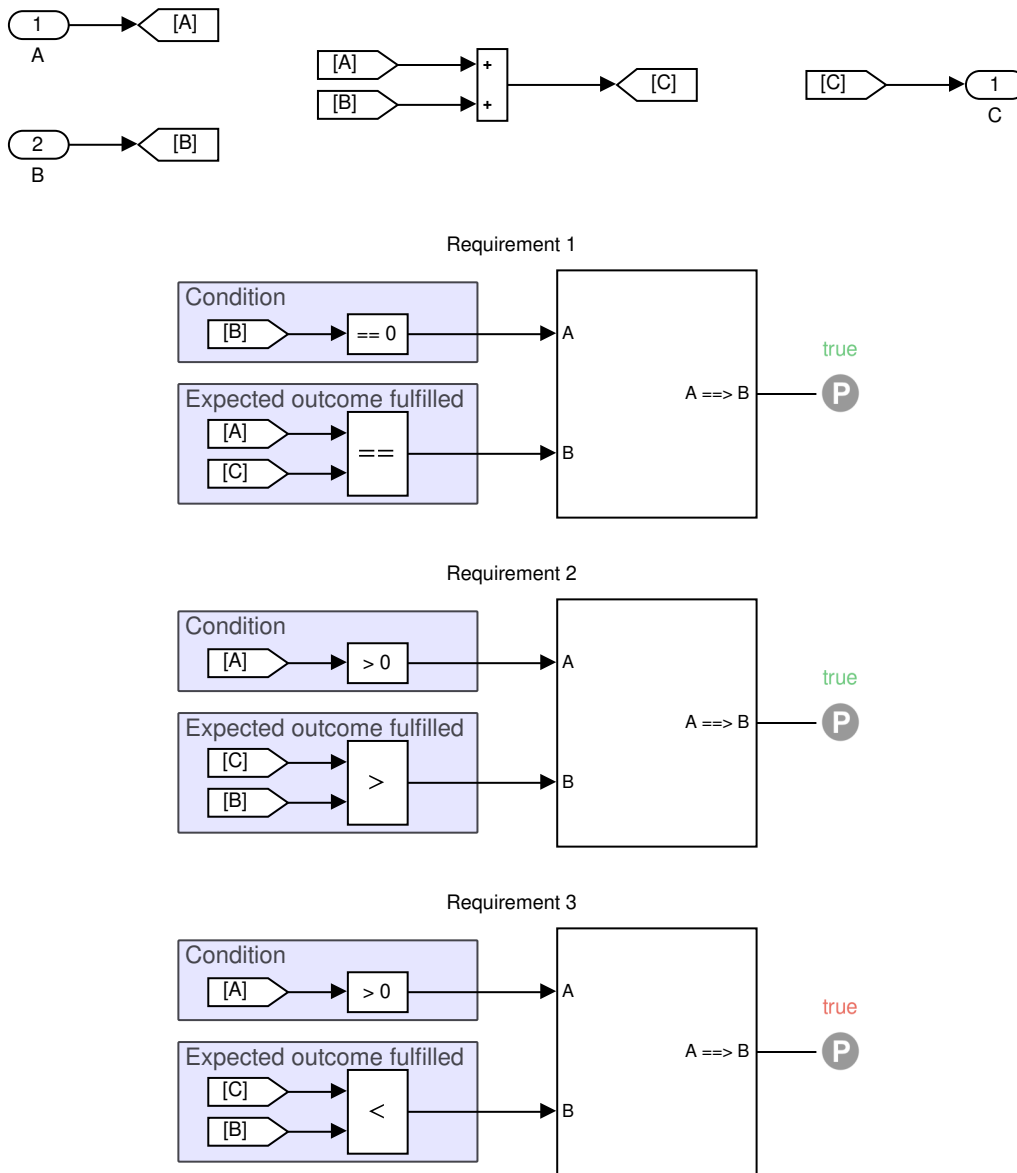 1
[A]
A
[A]
+
[B]
+
[C]
[C]
1
C
2
[B]
B
Requirement 1
Condition
[B]
== 0
A
Expected outcome fulfilled
[A]
[C]
==
B
A ==> B
true
P
Requirement 2
Condition
[A]
> 0
A
Expected outcome fulfilled
[C]
[B]
>
B
A ==> B
true
P
Requirement 3
Condition
[A]
> 0
A
Expected outcome fulfilled
[C]
[B]
<
B
A ==> B
true
P